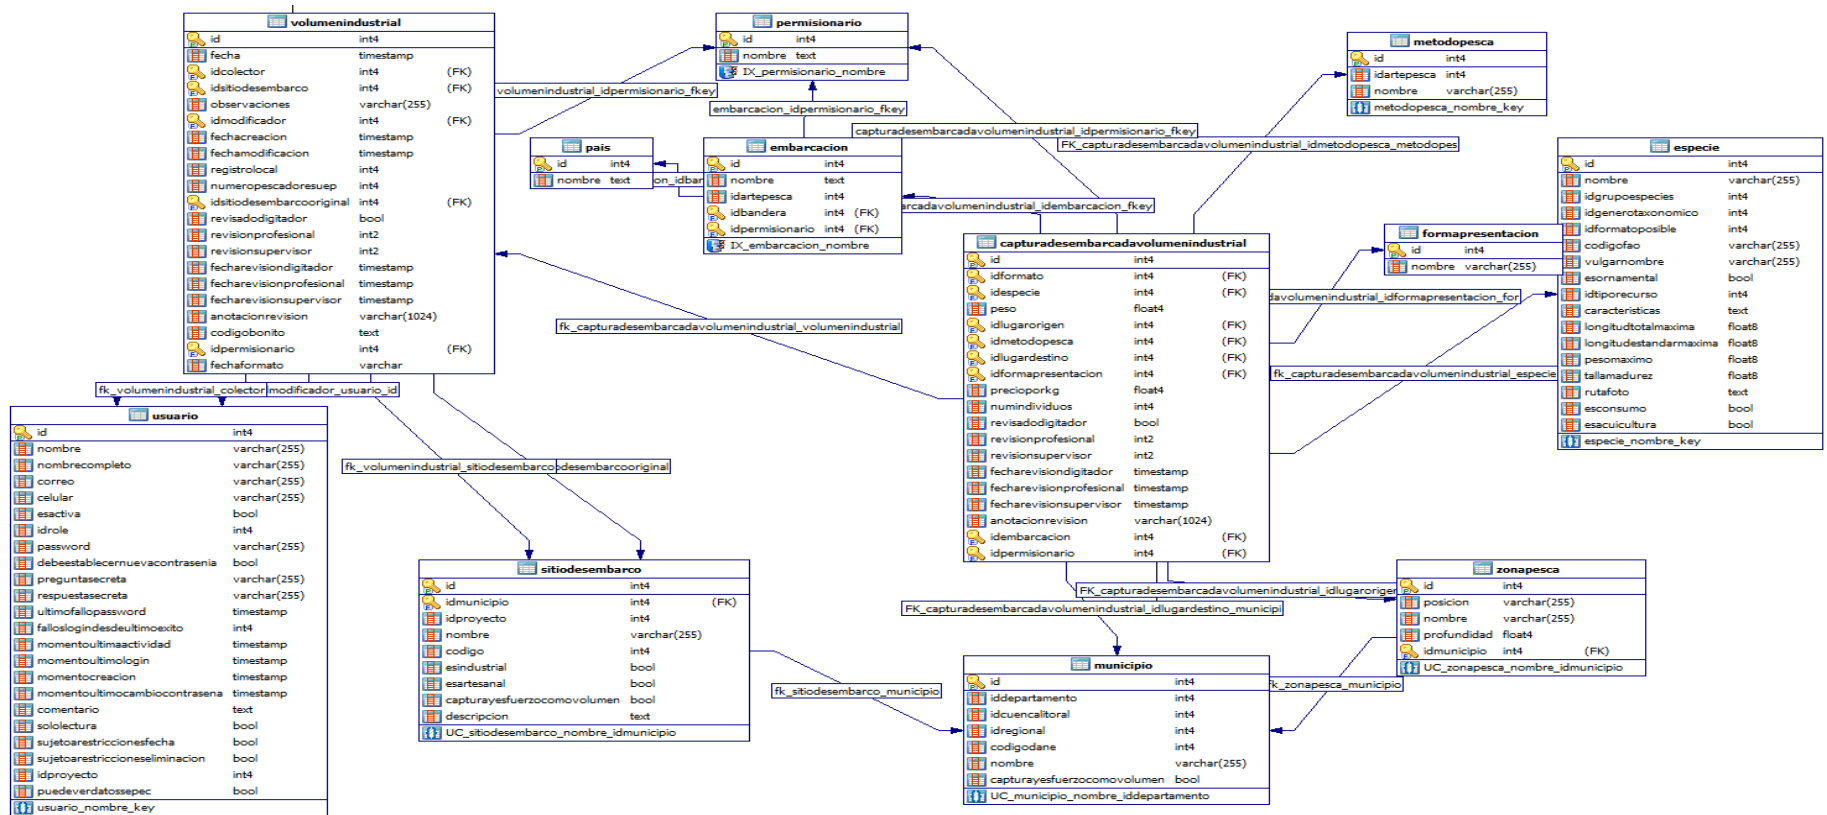 volumenindustrial
id int4
fecha timestamp
idcolector int4 (FK)
idsitiodesembarco int4 (FK)
observaciones varchar(255)
idmodificador int4 (FK)
fechacreacion timestamp
fechamodificacion timestamp
registrolocal int4
numeropescadoresuep int4
idsitiodesembarcooriginal int4 (FK)
revisadodigitador bool
revisionprofesional int2
revisionsupervisor int2
fecharevisiondigitador timestamp
fecharevisionprofesional timestamp
fecharevisionsupervisor timestamp
anotacionrevision varchar(1024)
codigobonito text
idpermisionario int4 (FK)
fechaformato varchar
permisionario
id int4
nombre text
IX_permisionario_nombre
volumenindustrial_idpermisionario_fkey
embarcacion_idpermisionario_fkey
capturadesembarcadavolumenindustrial_idpermisionario_fkey
FK_capturadesembarcadavolumenindustrial_idmetodopesca_metodopes
metodopesca
id int4
idartepesca int4
nombre varchar(255)
metodopesca_nombre_key
pais
id int4
nombre text
on_idbar
embarcacion
id int4
nombre text
idartepesca int4
idbandera int4 (FK)
idpermisionario int4 (FK)
IX_embarcacion_nombre
arcadavolumenindustrial_idembarcacion_fkey
especie
id int4
nombre varchar(255)
idgrupoespecies int4
idgenerotaxonomico int4
idformatoposible int4
codigofao varchar(255)
vulgarnombre varchar(255)
esornamental bool
idtiporecurso int4
caracteristicas text
longitudtotalmaxima float8
longitudestandarmaxima float8
pesomaximo float8
tallamadurez float8
rutafoto text
esconsumo bool
esacuicultura bool
especie_nombre_key
formapresentacion
id int4
nombre varchar(255)
davolumenindustrial_idformapresentacion_for
fk_capturadesembarcadavolumenindustrial_especie
capturadesembarcadavolumenindustrial
id int4
idformato int4 (FK)
idespecie int4 (FK)
peso float4
idlugarorigen int4 (FK)
idmetodopesca int4 (FK)
idlugardestino int4 (FK)
idformapresentacion int4 (FK)
precioporkg float4
numindividuos int4
revisadodigitador bool
revisionprofesional int2
revisionsupervisor int2
fecharevisiondigitador timestamp
fecharevisionprofesional timestamp
fecharevisionsupervisor timestamp
anotacionrevision varchar(1024)
idembarcacion int4 (FK)
idpermisionario int4 (FK)
fk_capturadesembarcadavolumenindustrial_volumenindustrial
fk_volumenindustrial_colector
modificador_usuario_id
usuario
id int4
nombre varchar(255)
nombrecompleto varchar(255)
correo varchar(255)
celular varchar(255)
esactiva bool
idrole int4
password varchar(255)
debeestablecernuevacontrasenia bool
preguntasecreta varchar(255)
respuestasecreta varchar(255)
ultimofallopassword timestamp
falloslogindesdeultimoexito int4
momentoultimaactividad timestamp
momentoultimologin timestamp
momentocreacion timestamp
momentoultimocambiocontrasena timestamp
comentario text
sololectura bool
sujetoarestriccionesfecha bool
sujetoarestriccioneseliminacion bool
idproyecto int4
puedeverdatossepec bool
usuario_nombre_key
fk_volumenindustrial_sitiodesembarco
odesembarcooriginal
sitiodesembarco
id int4
idmunicipio int4 (FK)
idproyecto int4
nombre varchar(255)
codigo int4
esindustrial bool
esartesanal bool
capturayesfuerzocomovolumen bool
descripcion text
UC_sitiodesembarco_nombre_idmunicipio
fk_sitiodesembarco_municipio
FK_capturadesembarcadavolumenindustrial_idlugarorigen
FK_capturadesembarcadavolumenindustrial_idlugardestino_municipi
zonapesca
id int4
posicion varchar(255)
nombre varchar(255)
profundidad float4
idmunicipio int4 (FK)
UC_zonapesca_nombre_idmunicipio
fk_zonapesca_municipio
municipio
id int4
iddepartamento int4
idcuencalitoral int4
idregional int4
codigodane int4
nombre varchar(255)
capturayesfuerzocomovolumen bool
UC_municipio_nombre_iddepartamento